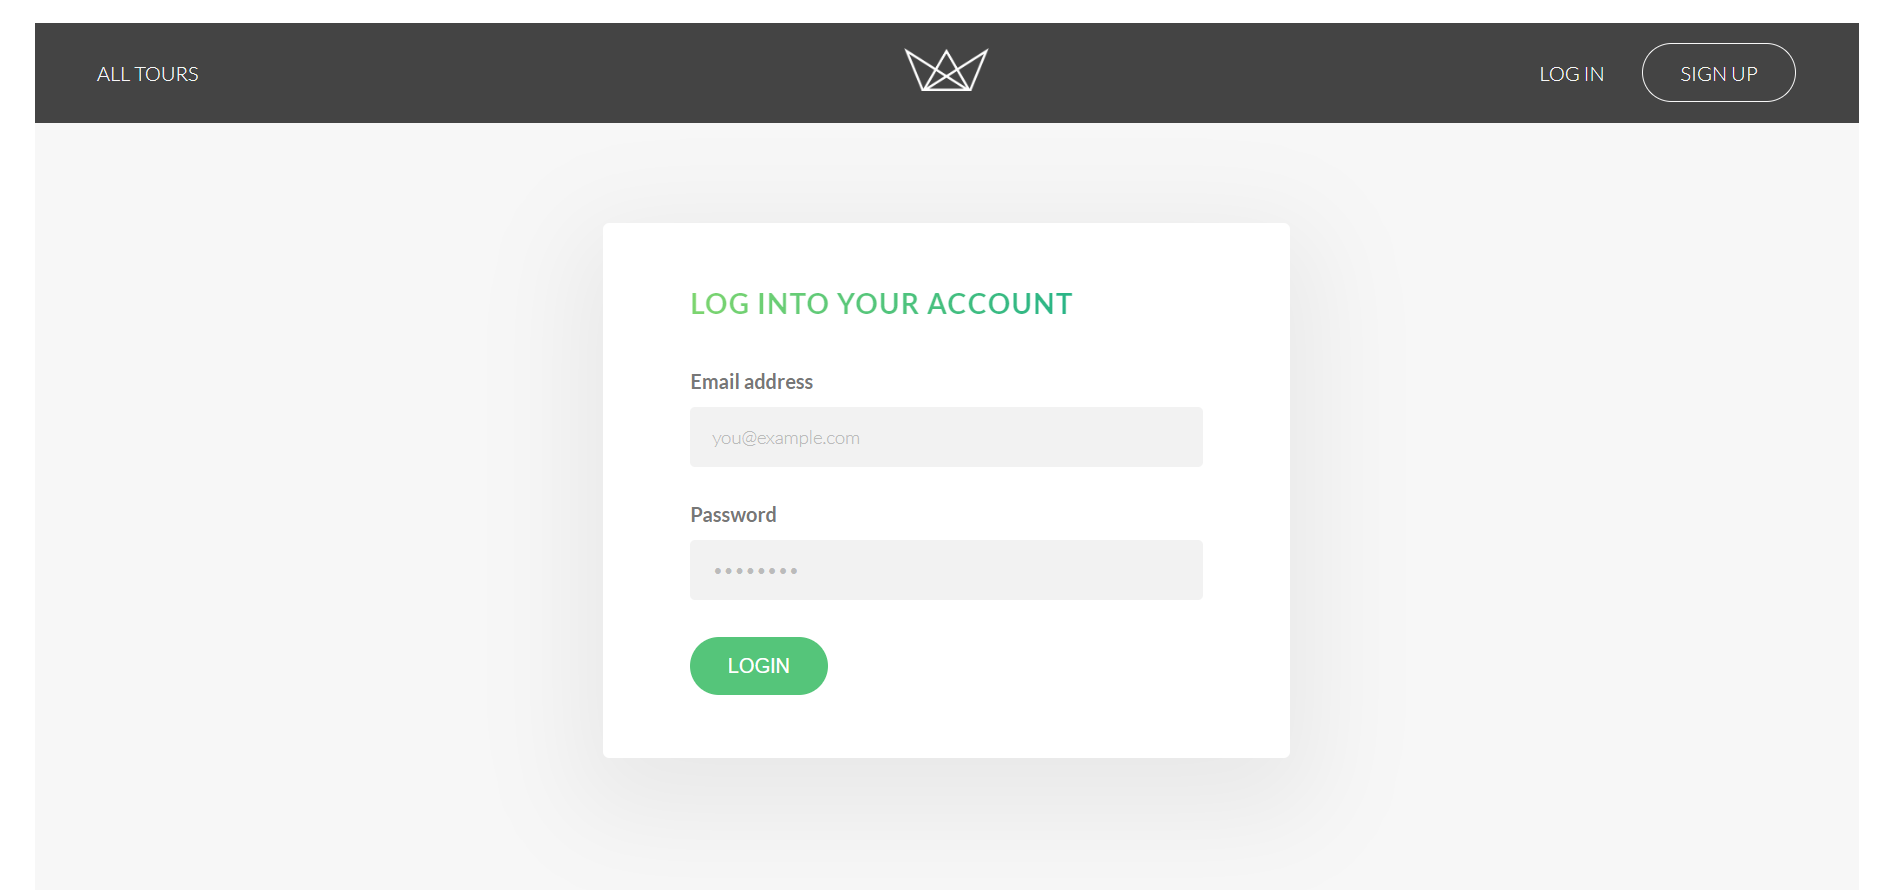 ALL TOURS
LOG IN
SIGN UP
LOG INTO YOUR ACCOUNT
Email address
you@example.com
Password
••••••••
LOGIN